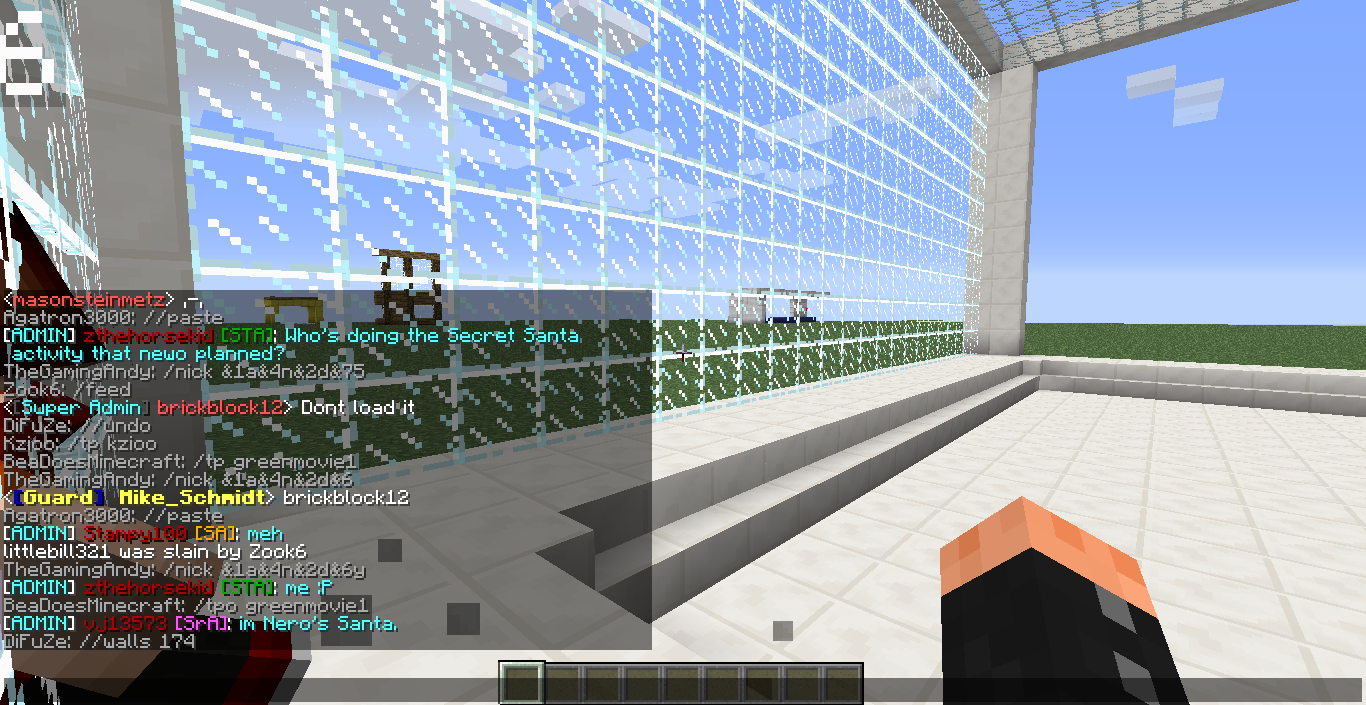 <masonsteinmetz> ,-,
Agatron3000: //paste
[ADMIN] zthehorsekid [STA]: Who's doing the Secret Santa
activity that newo planned?
TheGamingAndy: /nick &1a&4n&2d&75
Zook6: /feed
<[Super Admin] brickblock12> Dont load it
DiFuZe: //undo
Kzioo: /tp kzioo
BeaDoesMinecraft: /tp greenmovie1
TheGamingAndy: /nick &1a&4n&2d&6
<[Guard] Mike_Schmidt> brickblock12
Agatron3000: //paste
[ADMIN] Stampy100 [SA]: meh
littlebill321 was slain by Zook6
TheGamingAndy: /nick &1a&4n&2d&6y
[ADMIN] zthehorsekid [STA]: me :P
BeaDoesMinecraft: /tpo greenmovie1
[ADMIN] vj13573 [SrA]: im Nero's Santa.
DiFuZe: //walls 174